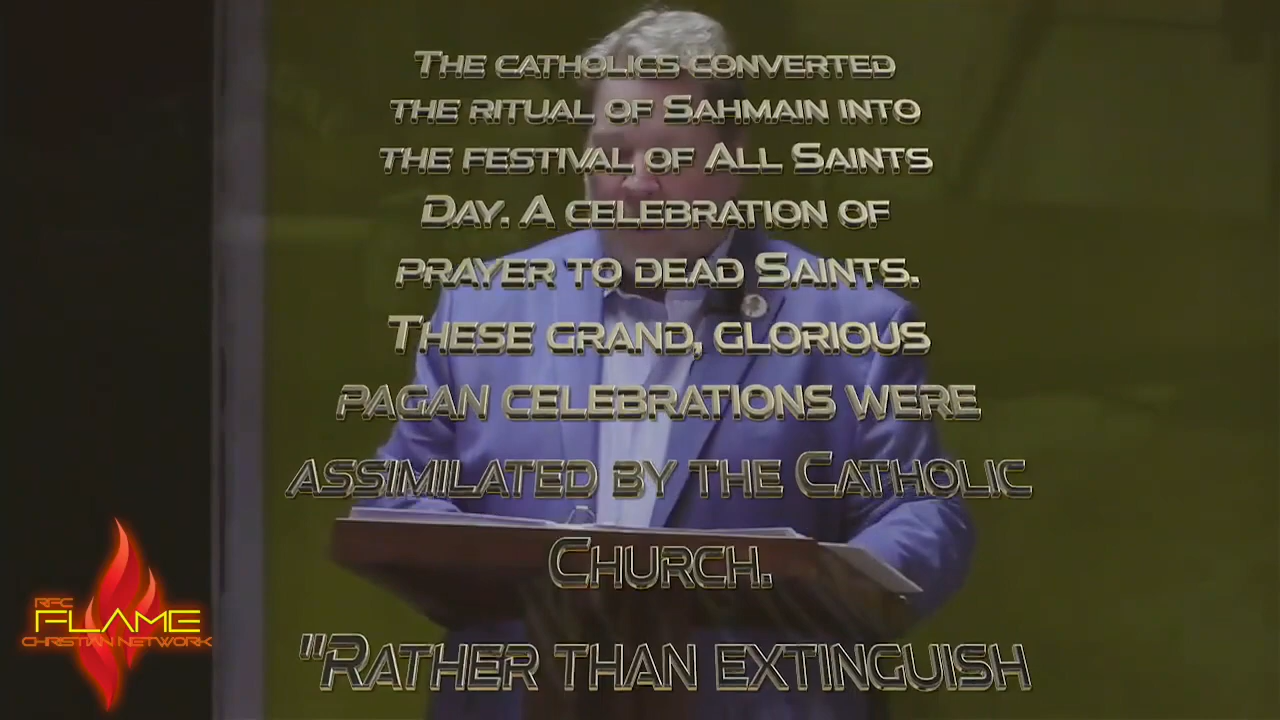 The catholics converted
the ritual of Sahmain into
the festival of All Saints
Day. A celebration of
prayer to dead Saints.
These grand, glorious
pagan celebrations were
assimilated by the Catholic
Church.
"Rather than extinguish
RFC
FLAME
CHRISTIAN NETWORK